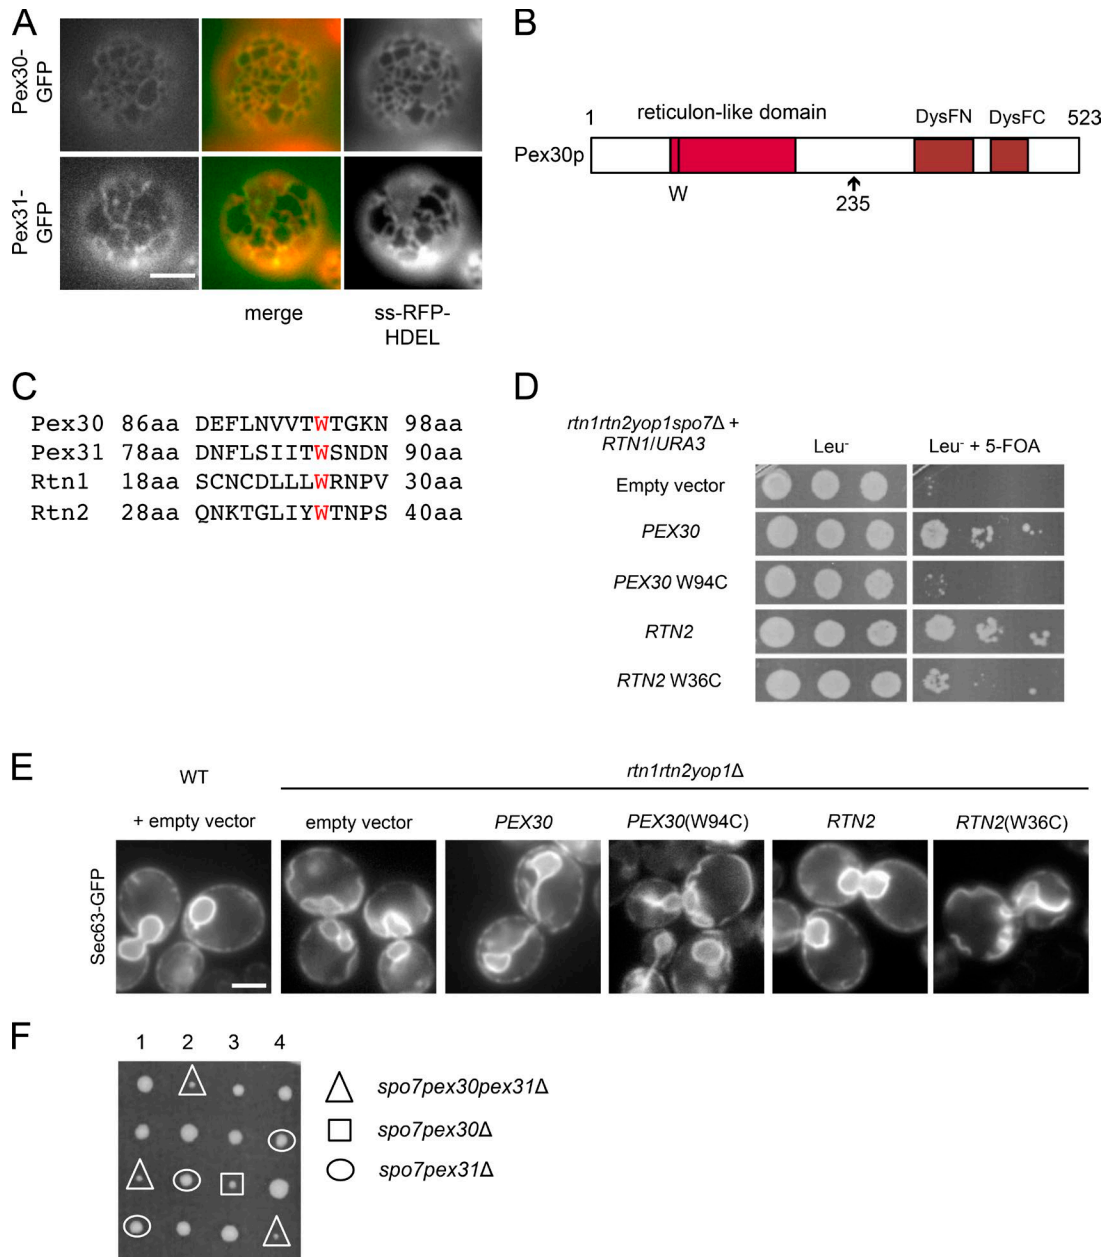 A
Pex30-
GFP
Pex31-
GFP
merge
ss-RFP-
HDEL
B
1
reticulon-like domain
DysFN
DysFC
523
Pex30p
W
235
C
Pex30 86aa DEFLNVVTWTGKN 98aa
Pex31 78aa DNFLSIITWSNDN 90aa
Rtn1 18aa SCNCDLLLWRNPV 30aa
Rtn2 28aa QNKTGLIYWTNPS 40aa
D
rtn1rtn2yop1spo7Δ +
RTN1/URA3
Leu⁻
Leu⁻ + 5-FOA
Empty vector
PEX30
PEX30 W94C
RTN2
RTN2 W36C
E
WT
rtn1rtn2yop1Δ
+ empty vector
empty vector
PEX30
PEX30(W94C)
RTN2
RTN2(W36C)
Sec63-GFP
F
1 2 3 4
spo7pex30pex31Δ
spo7pex30Δ
spo7pex31Δ